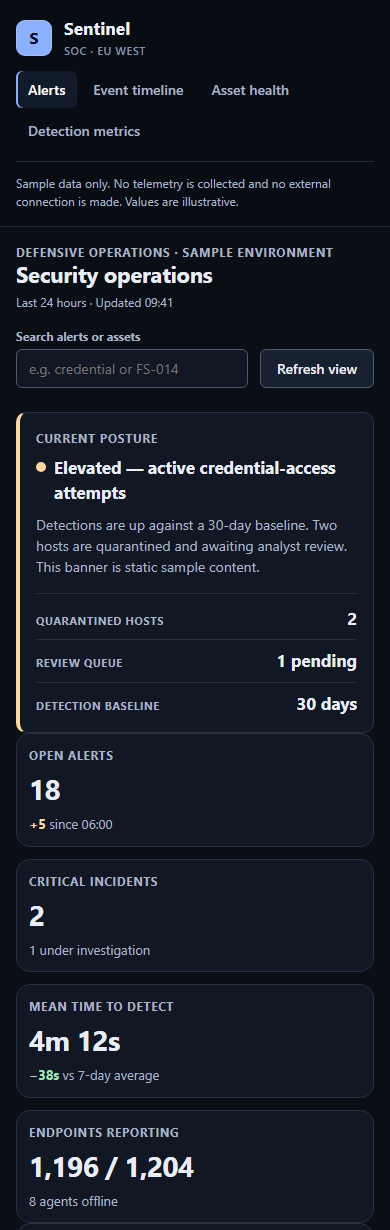 S
Sentinel
SOC · EU WEST
Alerts
Event timeline
Asset health
Detection metrics
Sample data only. No telemetry is collected and no external
connection is made. Values are illustrative.
DEFENSIVE OPERATIONS · SAMPLE ENVIRONMENT
Security operations
Last 24 hours · Updated 09:41
Search alerts or assets
e.g. credential or FS-014
Refresh view
CURRENT POSTURE
Elevated — active credential-access
attempts
Detections are up against a 30-day baseline. Two
hosts are quarantined and awaiting analyst review.
This banner is static sample content.
QUARANTINED HOSTS 2
REVIEW QUEUE 1 pending
DETECTION BASELINE 30 days
OPEN ALERTS
18
+5 since 06:00
CRITICAL INCIDENTS
2
1 under investigation
MEAN TIME TO DETECT
4m 12s
−38s vs 7-day average
ENDPOINTS REPORTING
1,196 / 1,204
8 agents offline